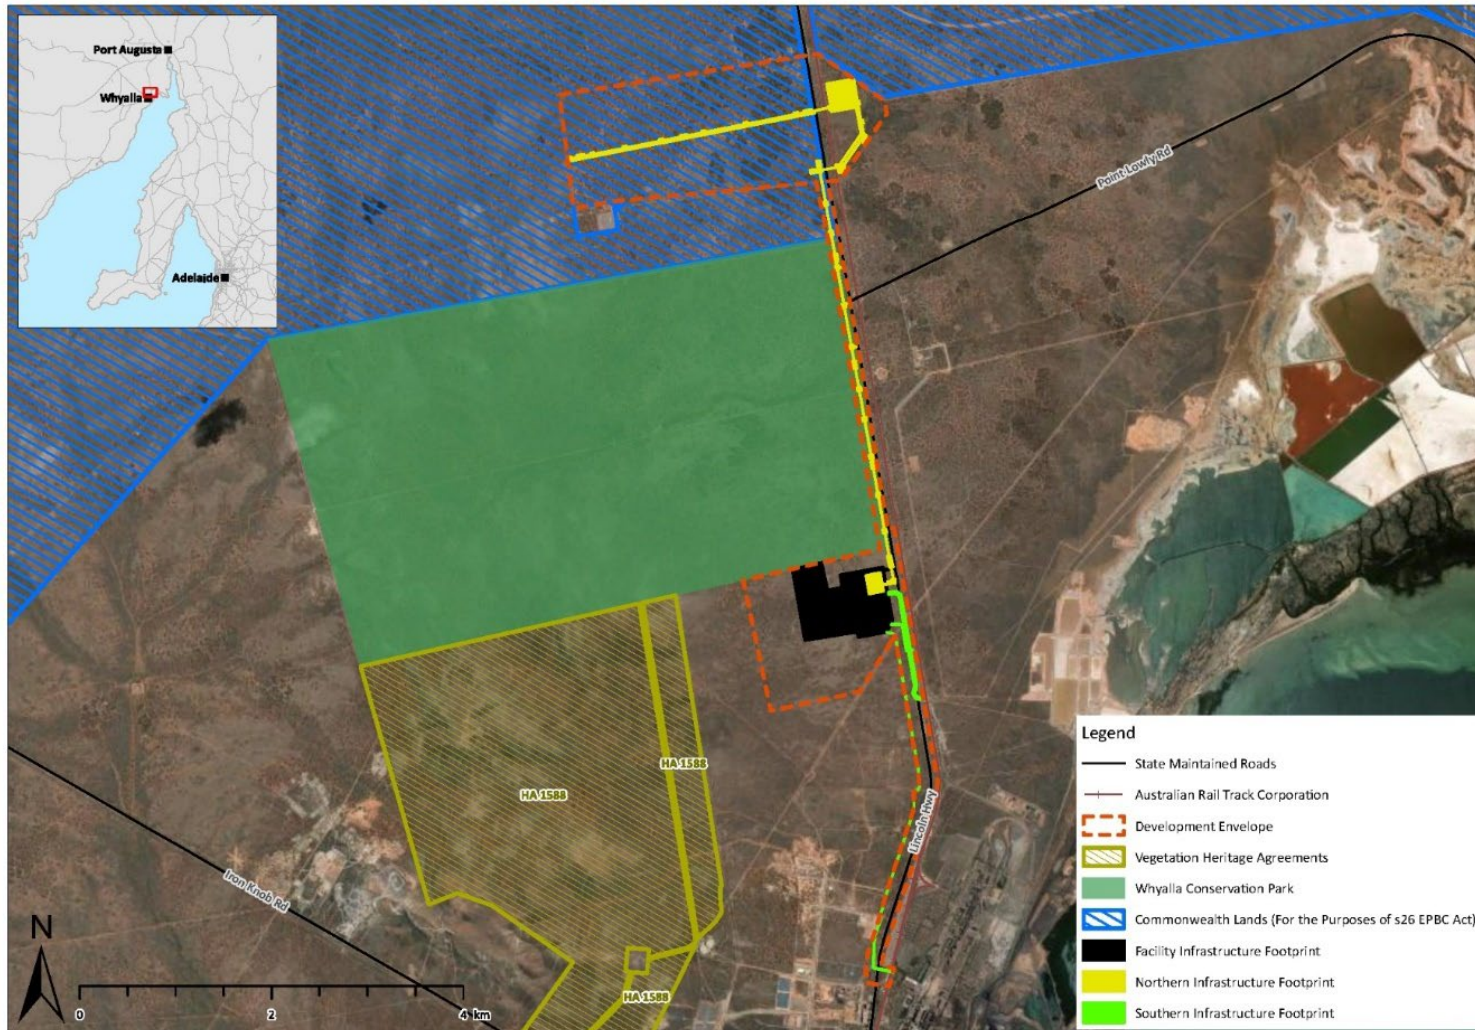 Port Augusta
Whyalla
Adelaide
Point Lowly Rd
HA 1588
HA 1588
Lincoln Hwy
Iron Knob Rd
HA 1588
N
0 2 4 km
Legend
State Maintained Roads
Australian Rail Track Corporation
Development Envelope
Vegetation Heritage Agreements
Whyalla Conservation Park
Commonwealth Lands (For the Purposes of s26 EPBC Act)
Facility Infrastructure Footprint
Northern Infrastructure Footprint
Southern Infrastructure Footprint